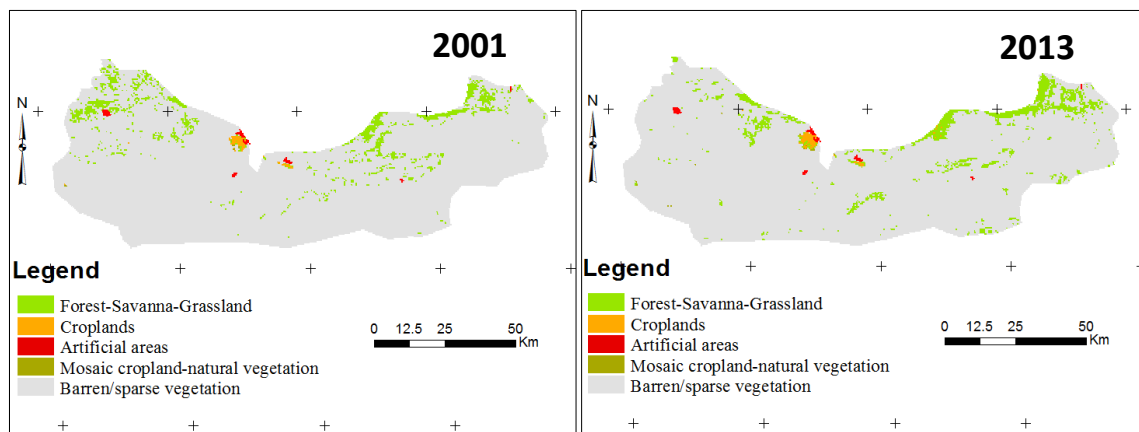 2001
N
Legend
Forest-Savanna-Grassland
Croplands
Artificial areas
Mosaic cropland-natural vegetation
Barren/sparse vegetation
0 12.5 25 50
Km
2013
N
Legend
Forest-Savanna-Grassland
Croplands
Artificial areas
Mosaic cropland-natural vegetation
Barren/sparse vegetation
0 12.5 25 50
Km